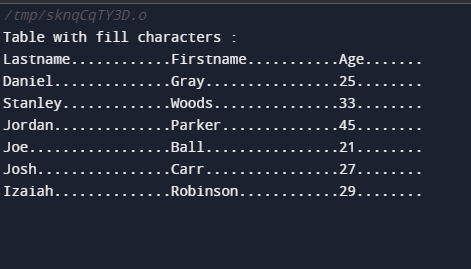 /tmp/sknqCqTY3D.o
Table with fill characters :
Lastname............Firstname...........Age.......
Daniel..............Gray................25........
Stanley.............Woods...............33........
Jordan..............Parker..............45........
Joe.................Ball................21........
Josh................Carr................27........
Izaiah..............Robinson............29........